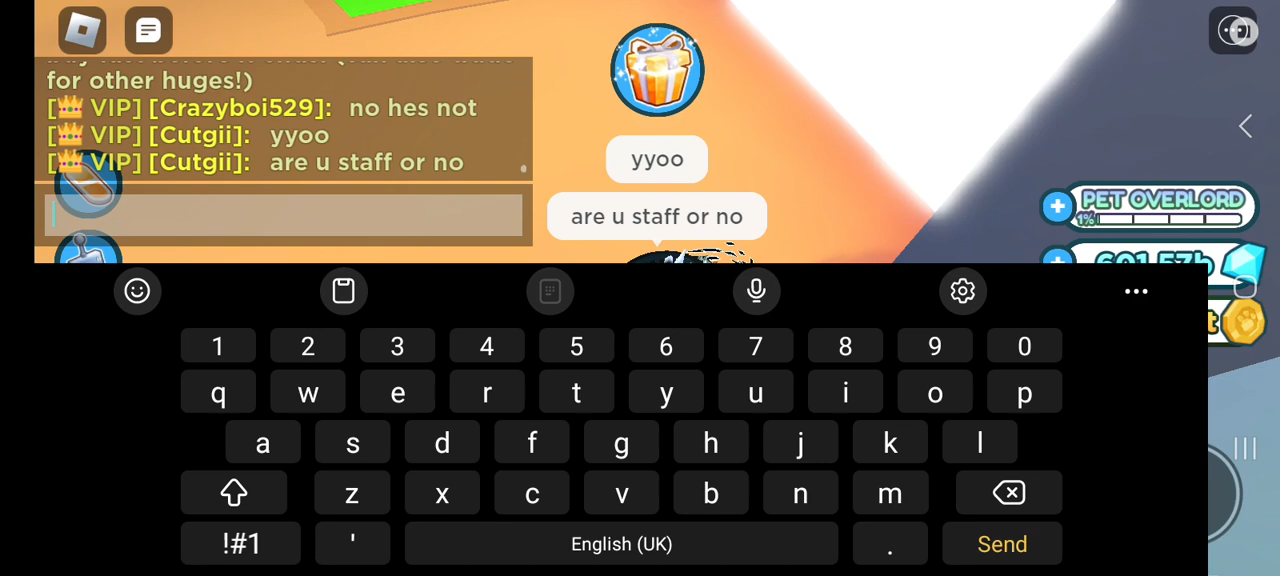 for other huges!)
[👑 VIP] [Crazyboi529]: no hes not
[👑 VIP] [Cutgii]: yyoo
[👑 VIP] [Cutgii]: are u staff or no
yyoo
are u staff or no
PET OVERLORD
1%
601.57b
t
1 2 3 4 5 6 7 8 9 0
q w e r t y u i o p
a s d f g h j k l
z x c v b n m
!#1 ' English (UK) . Send